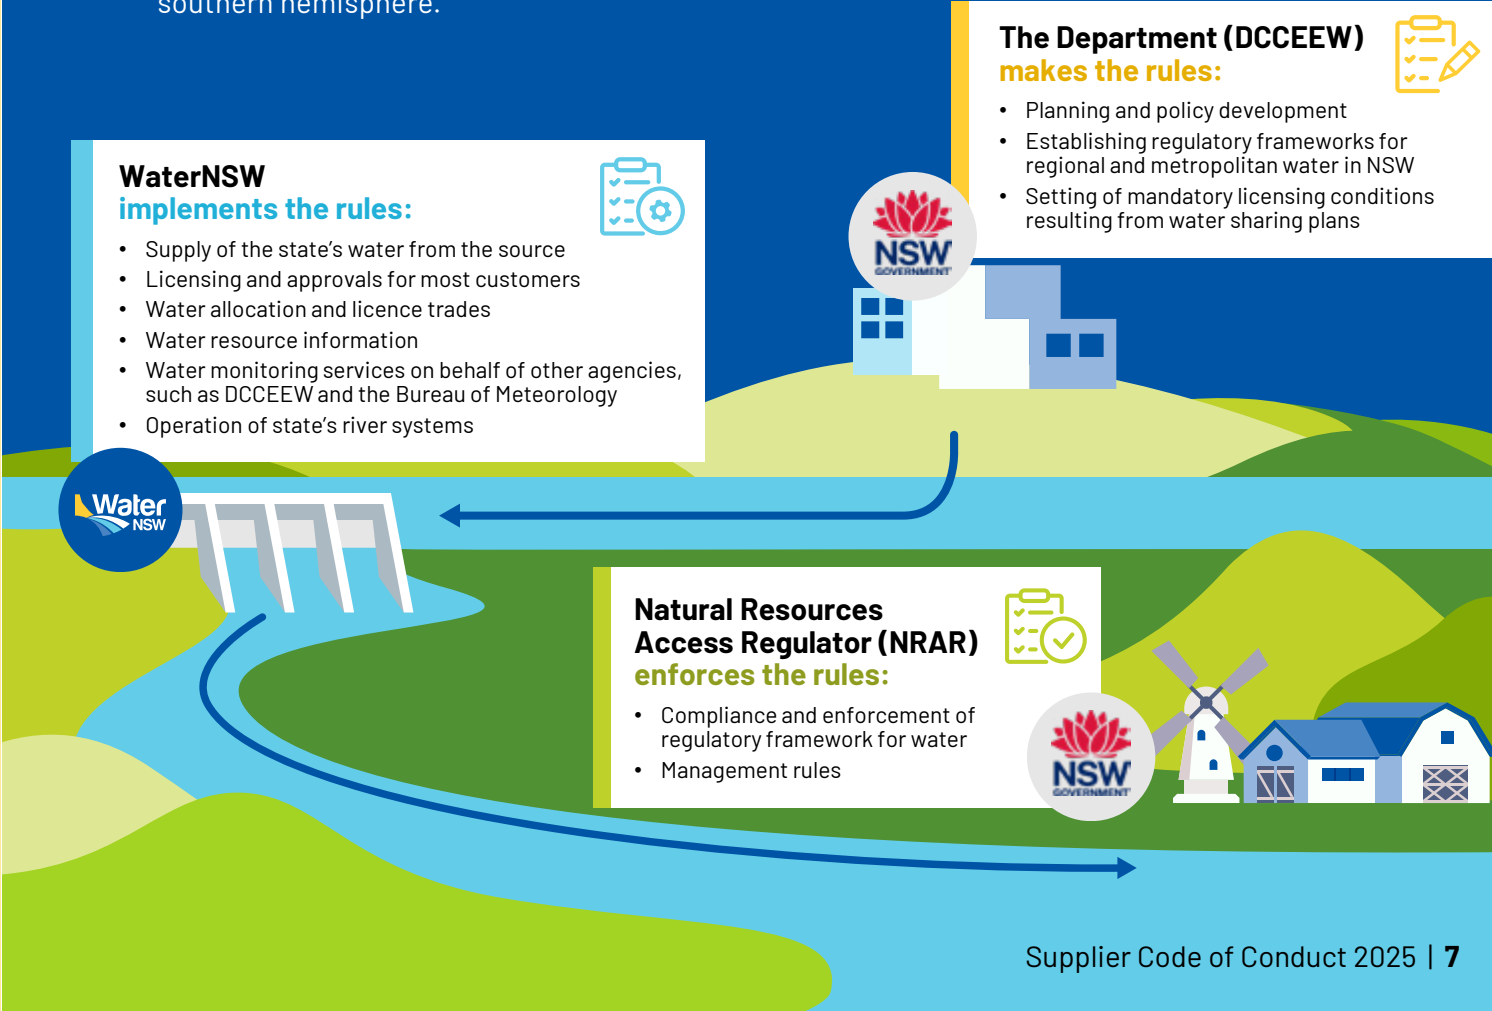 southern hemisphere.
The Department (DCCEEW)
makes the rules:
• Planning and policy development
• Establishing regulatory frameworks for
regional and metropolitan water in NSW
• Setting of mandatory licensing conditions
resulting from water sharing plans
NSW
GOVERNMENT
WaterNSW
implements the rules:
• Supply of the state's water from the source
• Licensing and approvals for most customers
• Water allocation and licence trades
• Water resource information
• Water monitoring services on behalf of other agencies,
such as DCCEEW and the Bureau of Meteorology
• Operation of state's river systems
Water
NSW
Natural Resources
Access Regulator (NRAR)
enforces the rules:
• Compliance and enforcement of
regulatory framework for water
• Management rules
NSW
GOVERNMENT
Supplier Code of Conduct 2025 | 7